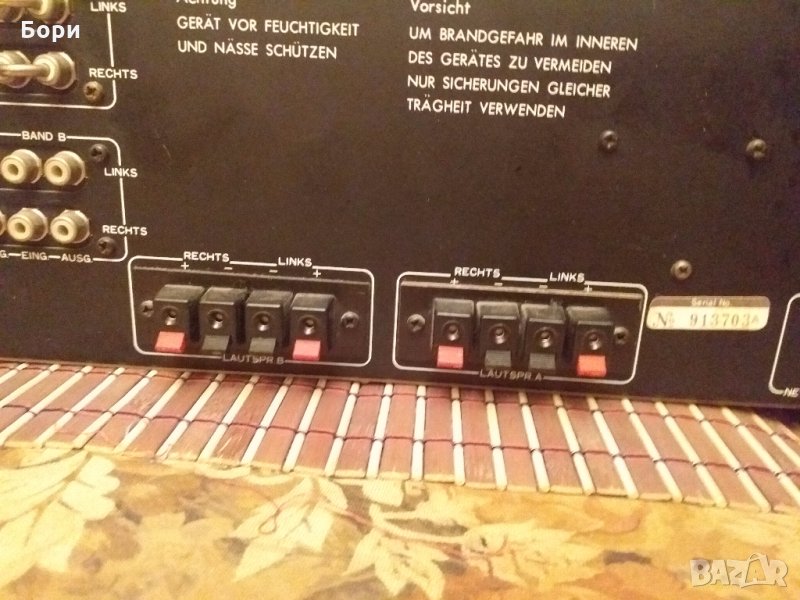 Бори
LINKS
RECHTS
BAND B
LINKS
RECHTS
EING. AUSG.
Achtung
GERÄT VOR FEUCHTIGKEIT
UND NÄSSE SCHÜTZEN
Vorsicht
UM BRANDGEFAHR IM INNEREN
DES GERÄTES ZU VERMEIDEN
NUR SICHERUNGEN GLEICHER
TRÄGHEIT VERWENDEN
RECHTS LINKS
+ – – +
LAUTSPR. B
RECHTS LINKS
+ – – +
LAUTSPR. A
Serial No.
№ 913703A
BAZAR